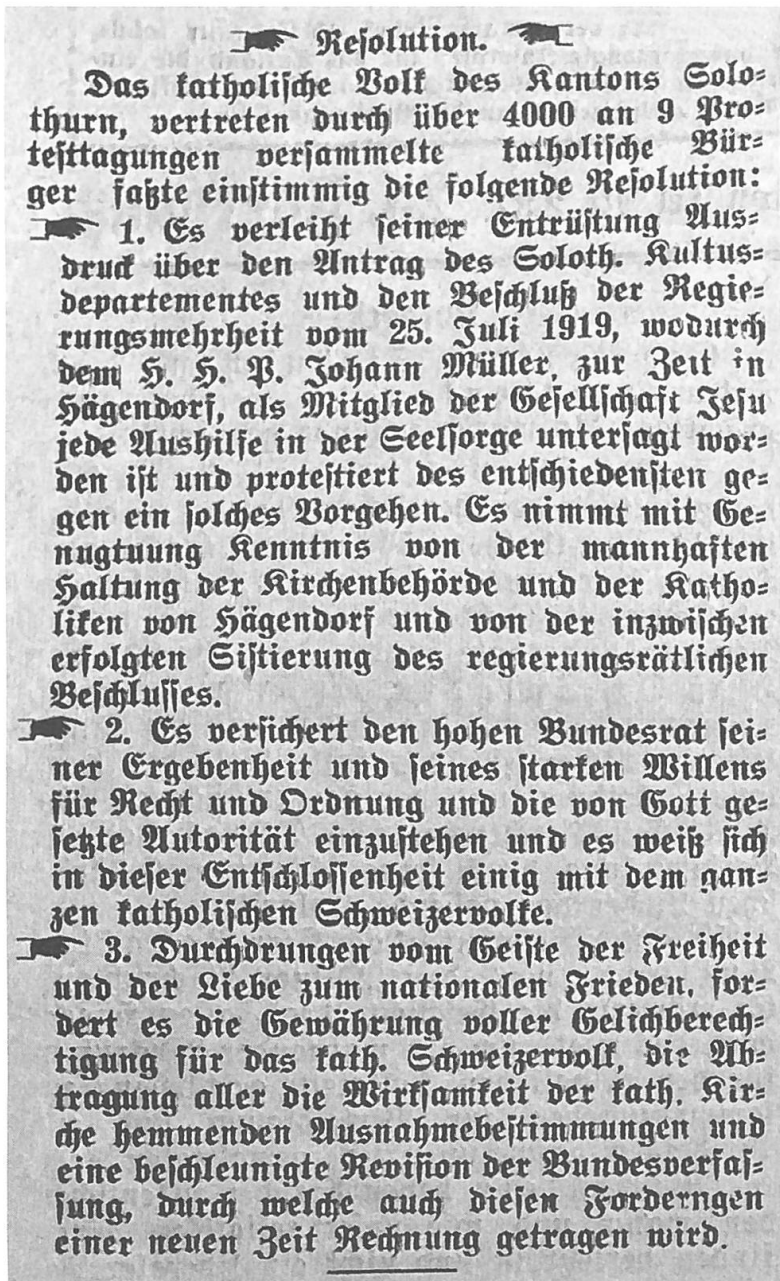 Resolution.
Das katholische Volk des Kantons Solo=
thurn, vertreten durch über 4000 an 9 Pro=
testtagungen versammelte katholische Bür=
ger faßte einstimmig die folgende Resolution:
1. Es verleiht seiner Entrüstung Aus=
druck über den Antrag des Soloth. Kultus=
departementes und den Beschluß der Regie=
rungsmehrheit vom 25. Juli 1919, wodurch
dem H. H. P. Johann Müller, zur Zeit in
Hägendorf, als Mitglied der Gesellschaft Jesu
jede Aushilfe in der Seelsorge untersagt wor=
den ist und protestiert des entschiedensten ge=
gen ein solches Vorgehen. Es nimmt mit Ge=
nugtuung Kenntnis von der mannhaften
Haltung der Kirchenbehörde und der Katho=
liken von Hägendorf und von der inzwischen
erfolgten Sistierung des regierungsrätlichen
Beschlusses.
2. Es versichert den hohen Bundesrat sei=
ner Ergebenheit und seines starken Willens
für Recht und Ordnung und die von Gott ge=
setzte Autorität einzustehen und es weiß sich
in dieser Entschlossenheit einig mit dem gan=
zen katholischen Schweizervolke.
3. Durchdrungen vom Geiste der Freiheit
und der Liebe zum nationalen Frieden, for=
dert es die Gewährung voller Gelichberech=
tigung für das kath. Schweizervolk, die Ab=
tragung aller die Wirksamkeit der kath. Kir=
che hemmenden Ausnahmebestimmungen und
eine beschleunigte Revision der Bundesverfas=
sung, durch welche auch diesen Forderngen
einer neuen Zeit Rechnung getragen wird.